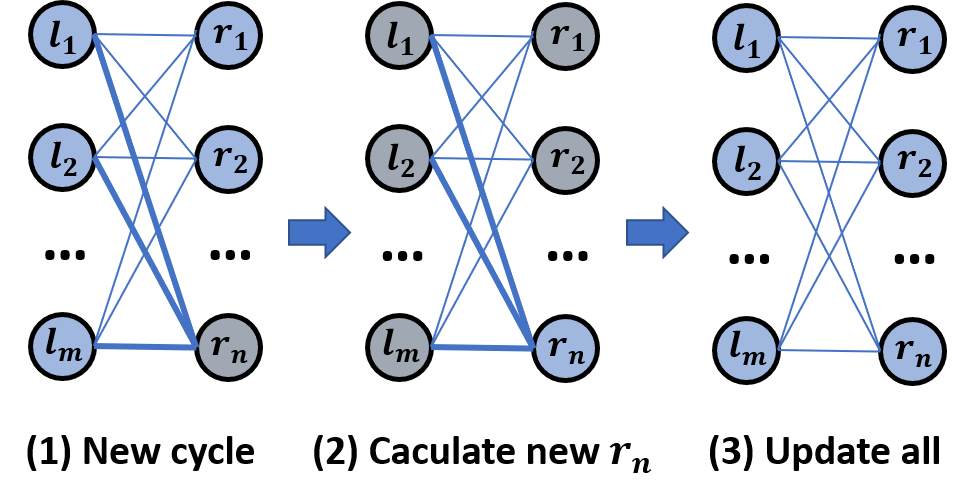 l₁ r₁ l₁ r₁ l₁ r₁
l₂ r₂ l₂ r₂ l₂ r₂
... ... ... ... ... ...
lₘ rₙ lₘ rₙ lₘ rₙ
(1) New cycle (2) Caculate new rₙ (3) Update all